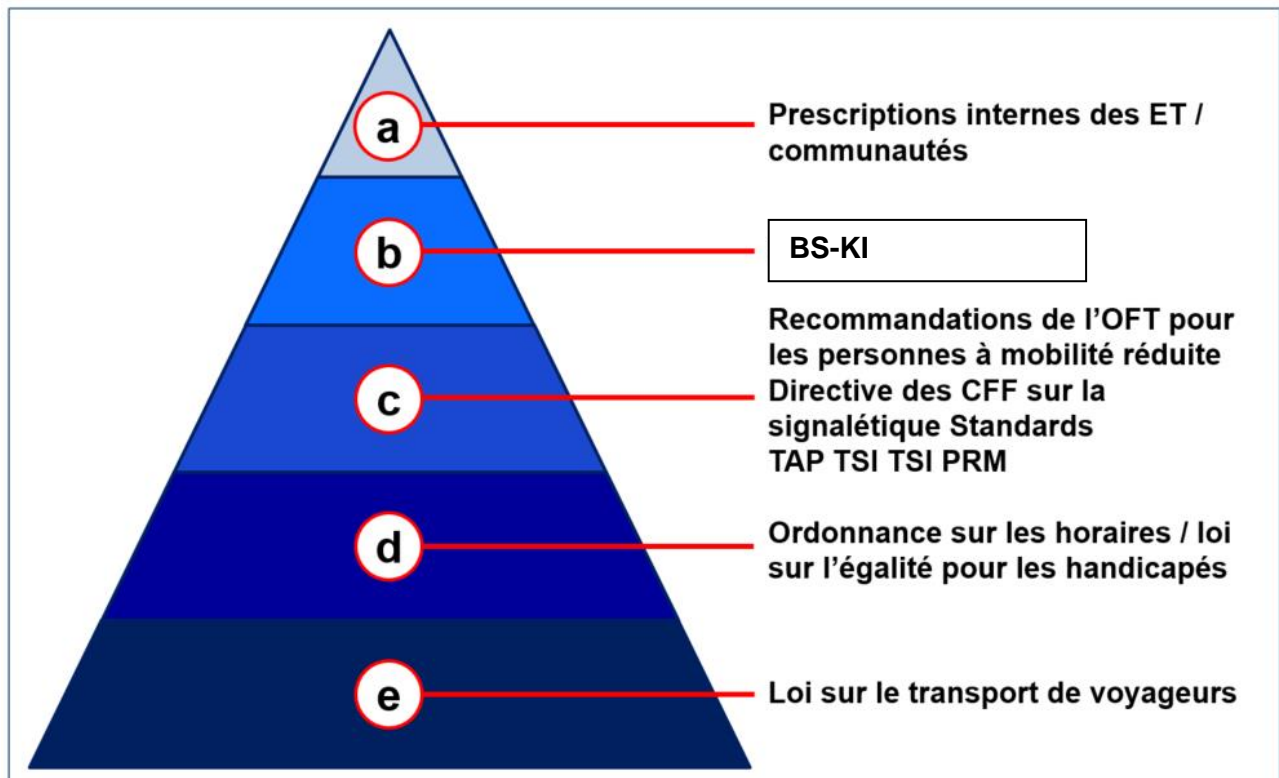 a
Prescriptions internes des ET /
communautés
b
BS-KI
c
Recommandations de l’OFT pour
les personnes à mobilité réduite
Directive des CFF sur la
signalétique Standards
TAP TSI TSI PRM
d
Ordonnance sur les horaires / loi
sur l’égalité pour les handicapés
e
Loi sur le transport de voyageurs